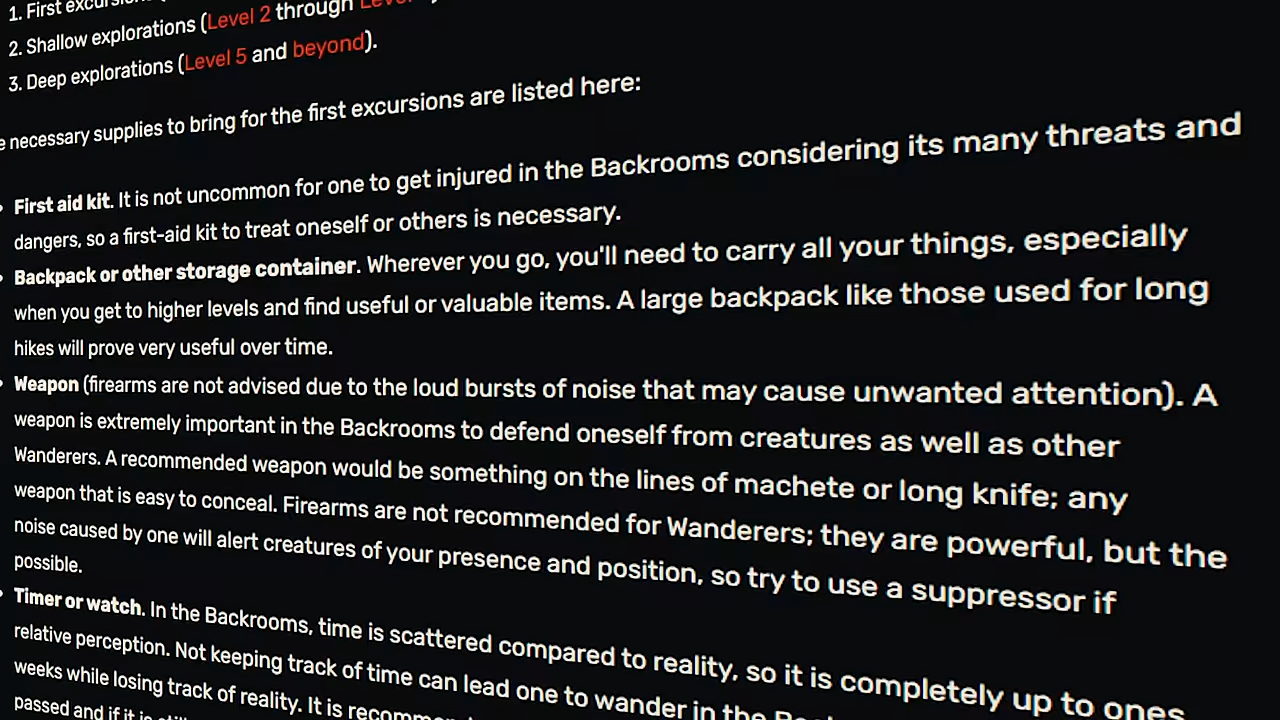 1. First
2. Shallow explorations (Level 2 through
3. Deep explorations (Level 5 and beyond).
necessary supplies to bring for the first excursions are listed here:
First aid kit. It is not uncommon for one to get injured in the Backrooms considering its many threats and
dangers, so a first-aid kit to treat oneself or others is necessary.
Backpack or other storage container. Wherever you go, you'll need to carry all your things, especially
when you get to higher levels and find useful or valuable items. A large backpack like those used for long
hikes will prove very useful over time.
Weapon (firearms are not advised due to the loud bursts of noise that may cause unwanted attention). A
weapon is extremely important in the Backrooms to defend oneself from creatures as well as other
Wanderers. A recommended weapon would be something on the lines of machete or long knife; any
weapon that is easy to conceal. Firearms are not recommended for Wanderers; they are powerful, but the
noise caused by one will alert creatures of your presence and position, so try to use a suppressor if
possible.
Timer or watch. In the Backrooms, time is scattered compared to reality, so it is completely up to ones
relative perception. Not keeping track of time can lead one to wander in the
weeks while losing track of reality. It is
passed and if it is